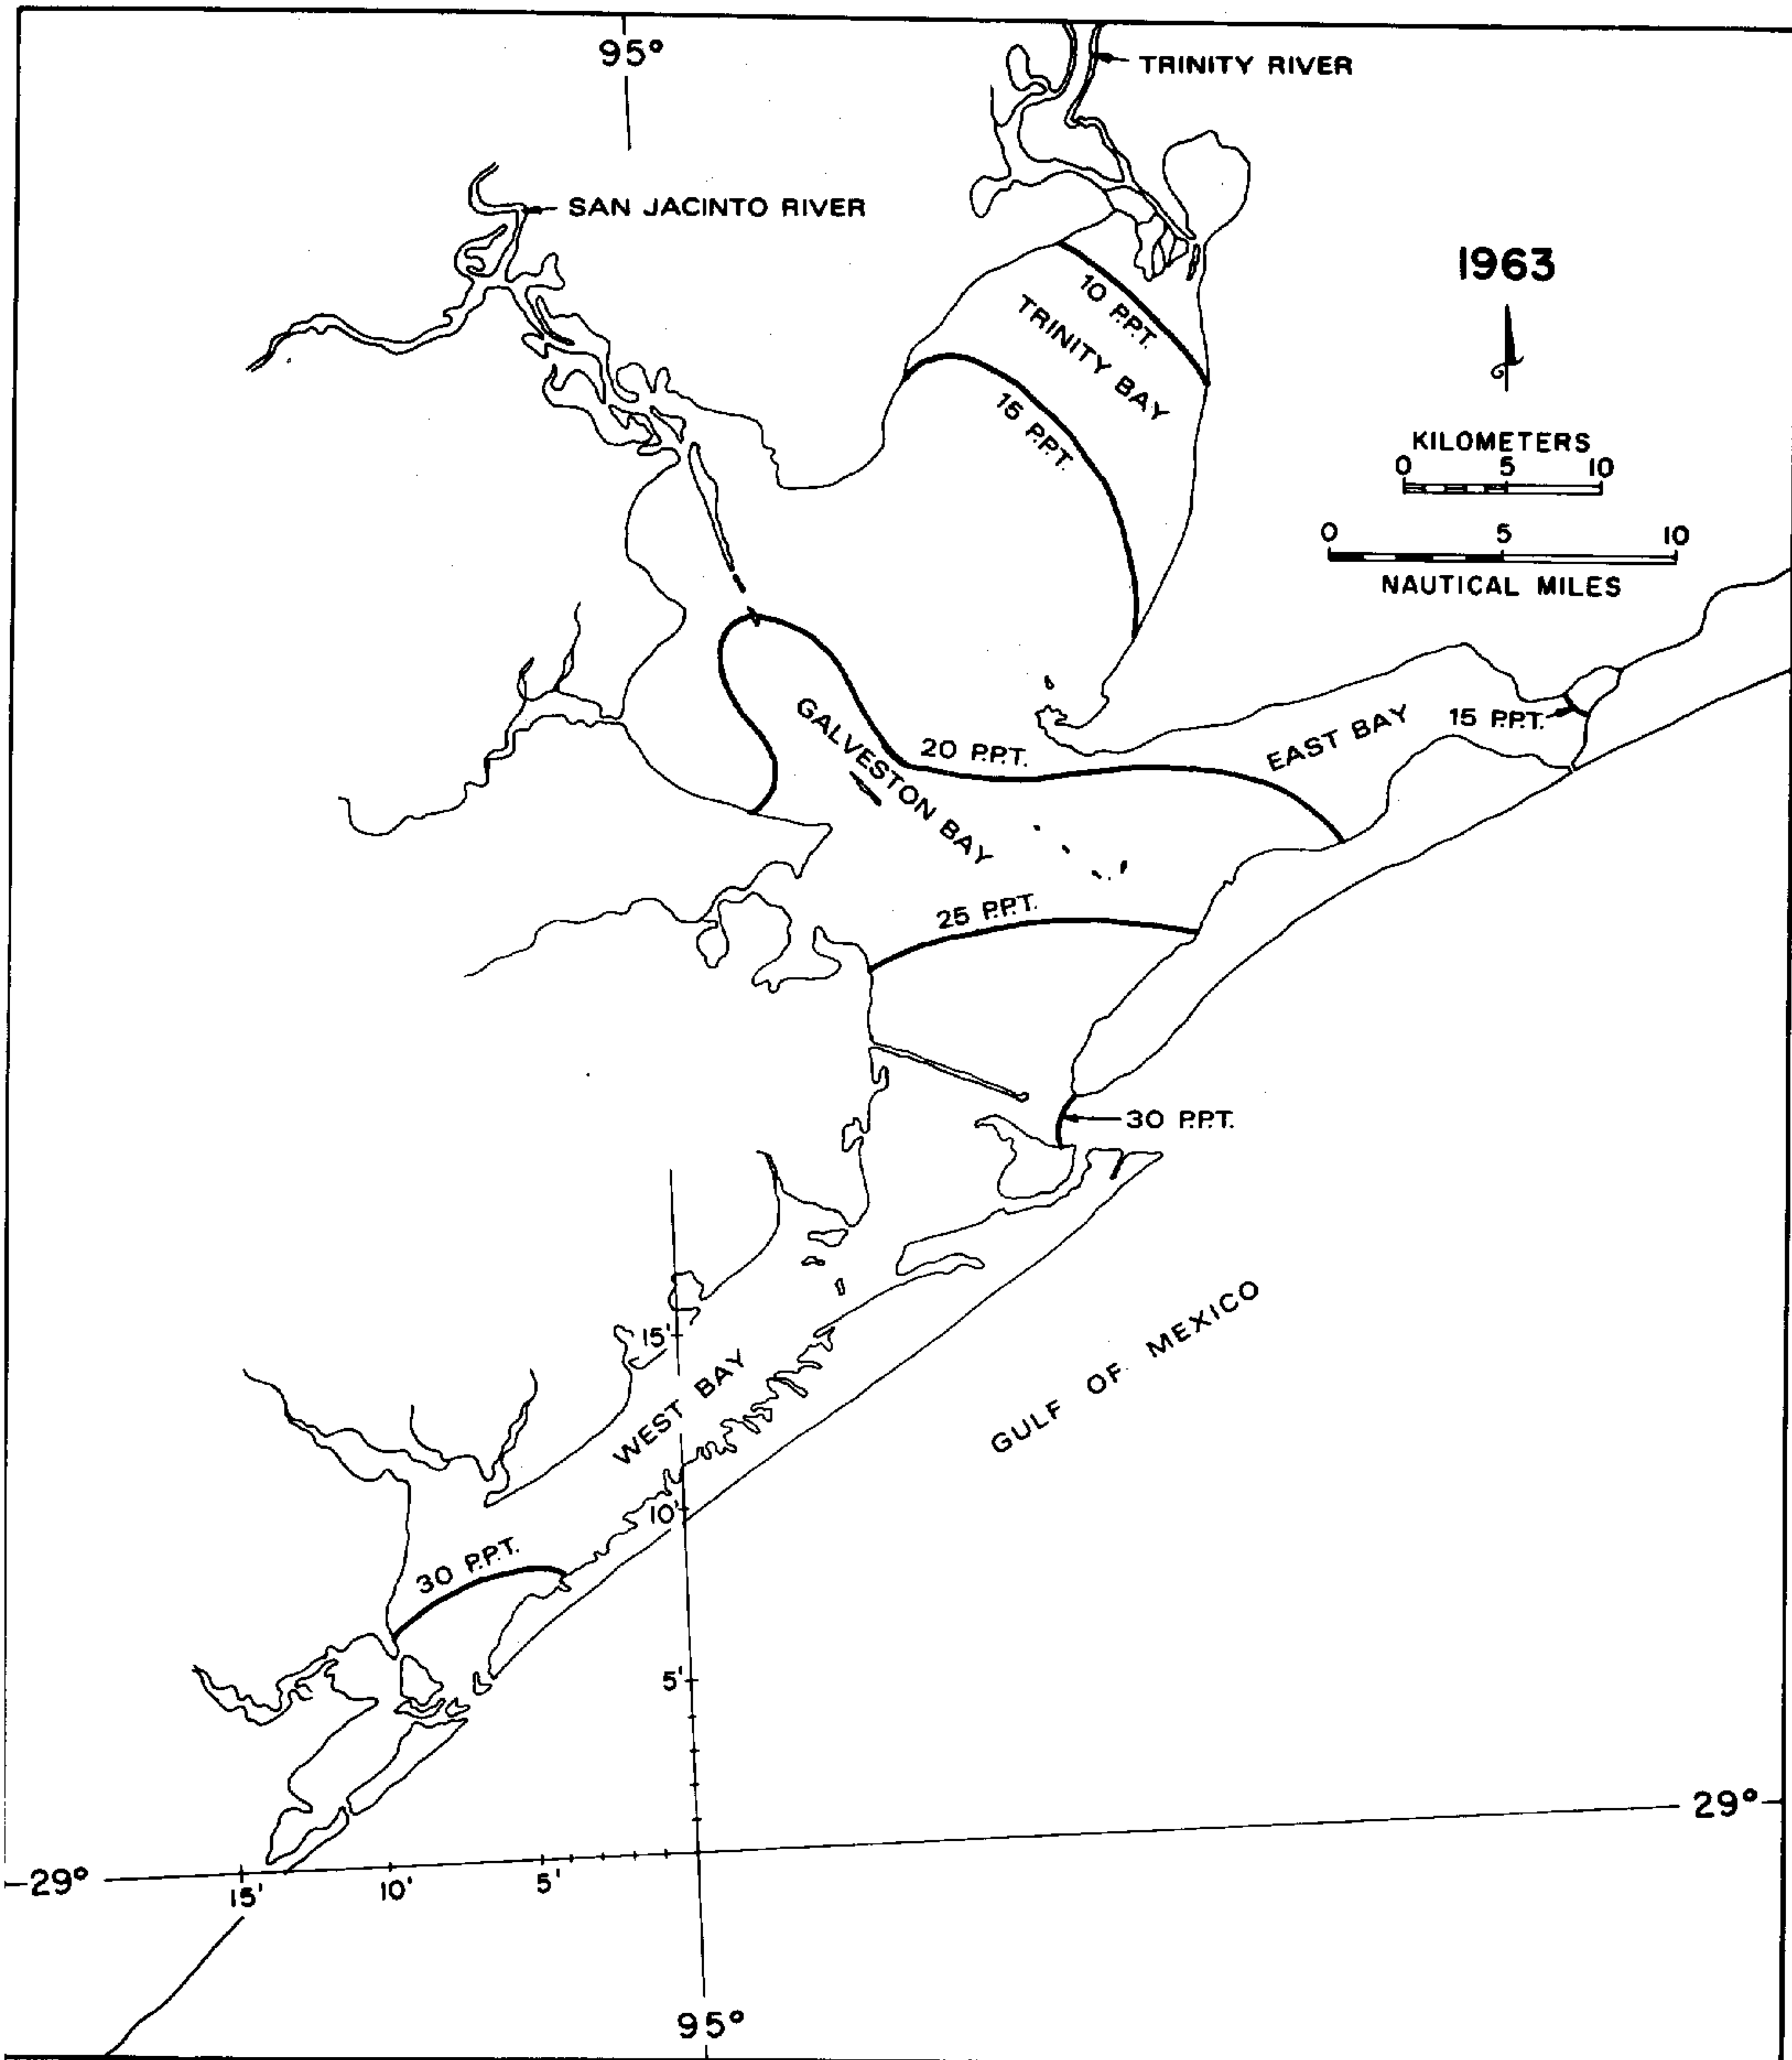 95°
TRINITY RIVER
SAN JACINTO RIVER
1963
10 P.P.T.
TRINITY BAY
15 P.P.T.
KILOMETERS
0 5 10
0 5 10
NAUTICAL MILES
GALVESTON BAY
20 P.P.T.
EAST BAY
15 P.P.T.
25 P.P.T.
30 P.P.T.
GULF OF MEXICO
15'
WEST BAY
10'
30 P.P.T.
5'
29°
29°
15' 10' 5'
95°